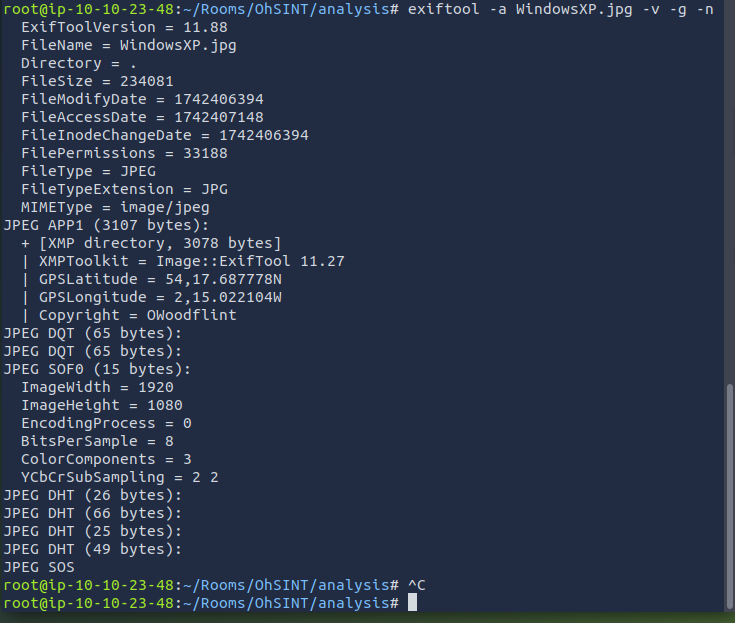 root@ip-10-10-23-48:~/Rooms/OhSINT/analysis# exiftool -a WindowsXP.jpg -v -g -n
  ExifToolVersion = 11.88
  FileName = WindowsXP.jpg
  Directory = .
  FileSize = 234081
  FileModifyDate = 1742406394
  FileAccessDate = 1742407148
  FileInodeChangeDate = 1742406394
  FilePermissions = 33188
  FileType = JPEG
  FileTypeExtension = JPG
  MIMEType = image/jpeg
JPEG APP1 (3107 bytes):
  + [XMP directory, 3078 bytes]
  | XMPToolkit = Image::ExifTool 11.27
  | GPSLatitude = 54,17.687778N
  | GPSLongitude = 2,15.022104W
  | Copyright = OWoodflint
JPEG DQT (65 bytes):
JPEG DQT (65 bytes):
JPEG SOF0 (15 bytes):
  ImageWidth = 1920
  ImageHeight = 1080
  EncodingProcess = 0
  BitsPerSample = 8
  ColorComponents = 3
  YCbCrSubSampling = 2 2
JPEG DHT (26 bytes):
JPEG DHT (66 bytes):
JPEG DHT (25 bytes):
JPEG DHT (49 bytes):
JPEG SOS
root@ip-10-10-23-48:~/Rooms/OhSINT/analysis# ^C
root@ip-10-10-23-48:~/Rooms/OhSINT/analysis#